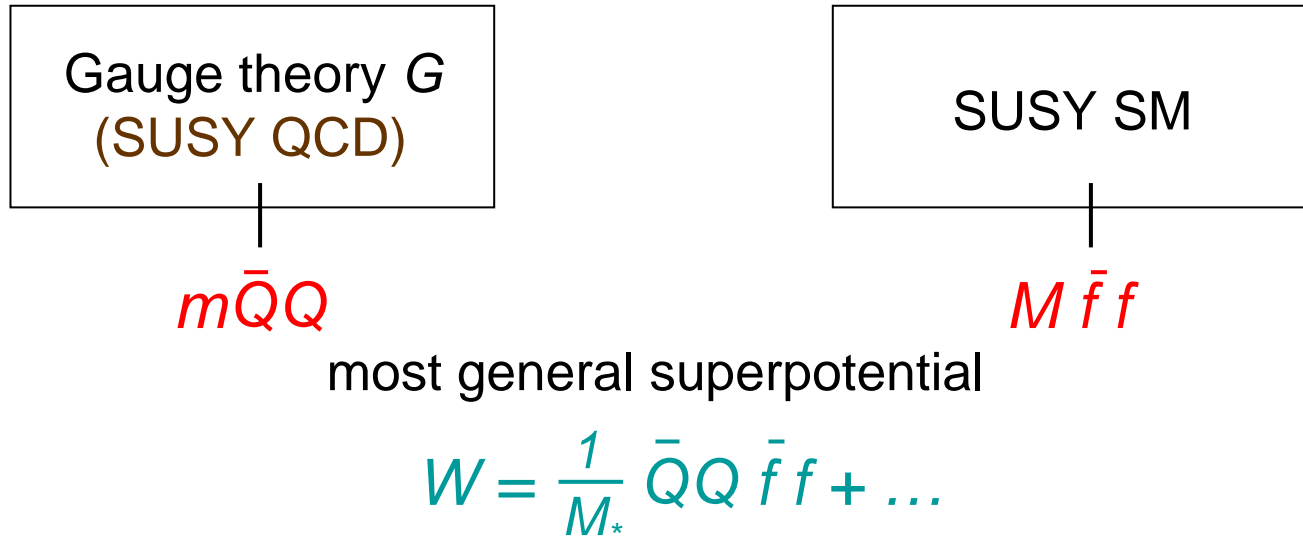 Gauge theory G
(SUSY QCD)
SUSY SM
mQ̄Q
M f̄ f
most general superpotential
W = 1/M* Q̄Q f̄ f + ...